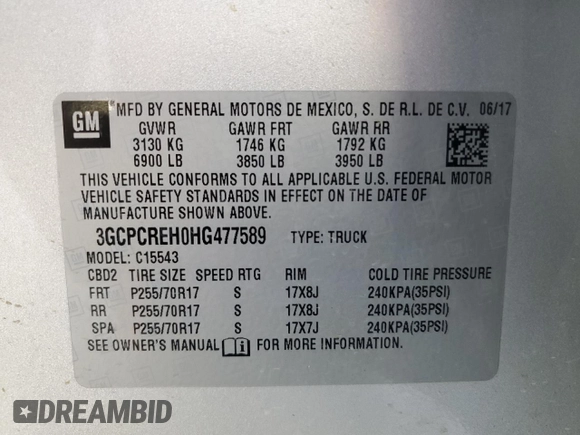 GM MFD BY GENERAL MOTORS DE MEXICO, S. DE R.L. DE C.V. 06/17
GVWR GAWR FRT GAWR RR
3130 KG 1746 KG 1792 KG
6900 LB 3850 LB 3950 LB
THIS VEHICLE CONFORMS TO ALL APPLICABLE U.S. FEDERAL MOTOR
VEHICLE SAFETY STANDARDS IN EFFECT ON THE DATE OF
MANUFACTURE SHOWN ABOVE.
3GCPCREH0HG477589 TYPE: TRUCK
MODEL: C15543
CBD2 TIRE SIZE SPEED RTG RIM COLD TIRE PRESSURE
FRT P255/70R17 S 17X8J 240KPA(35PSI)
RR P255/70R17 S 17X8J 240KPA(35PSI)
SPA P255/70R17 S 17X7J 240KPA(35PSI)
SEE OWNER'S MANUAL FOR MORE INFORMATION.
DREAMBID